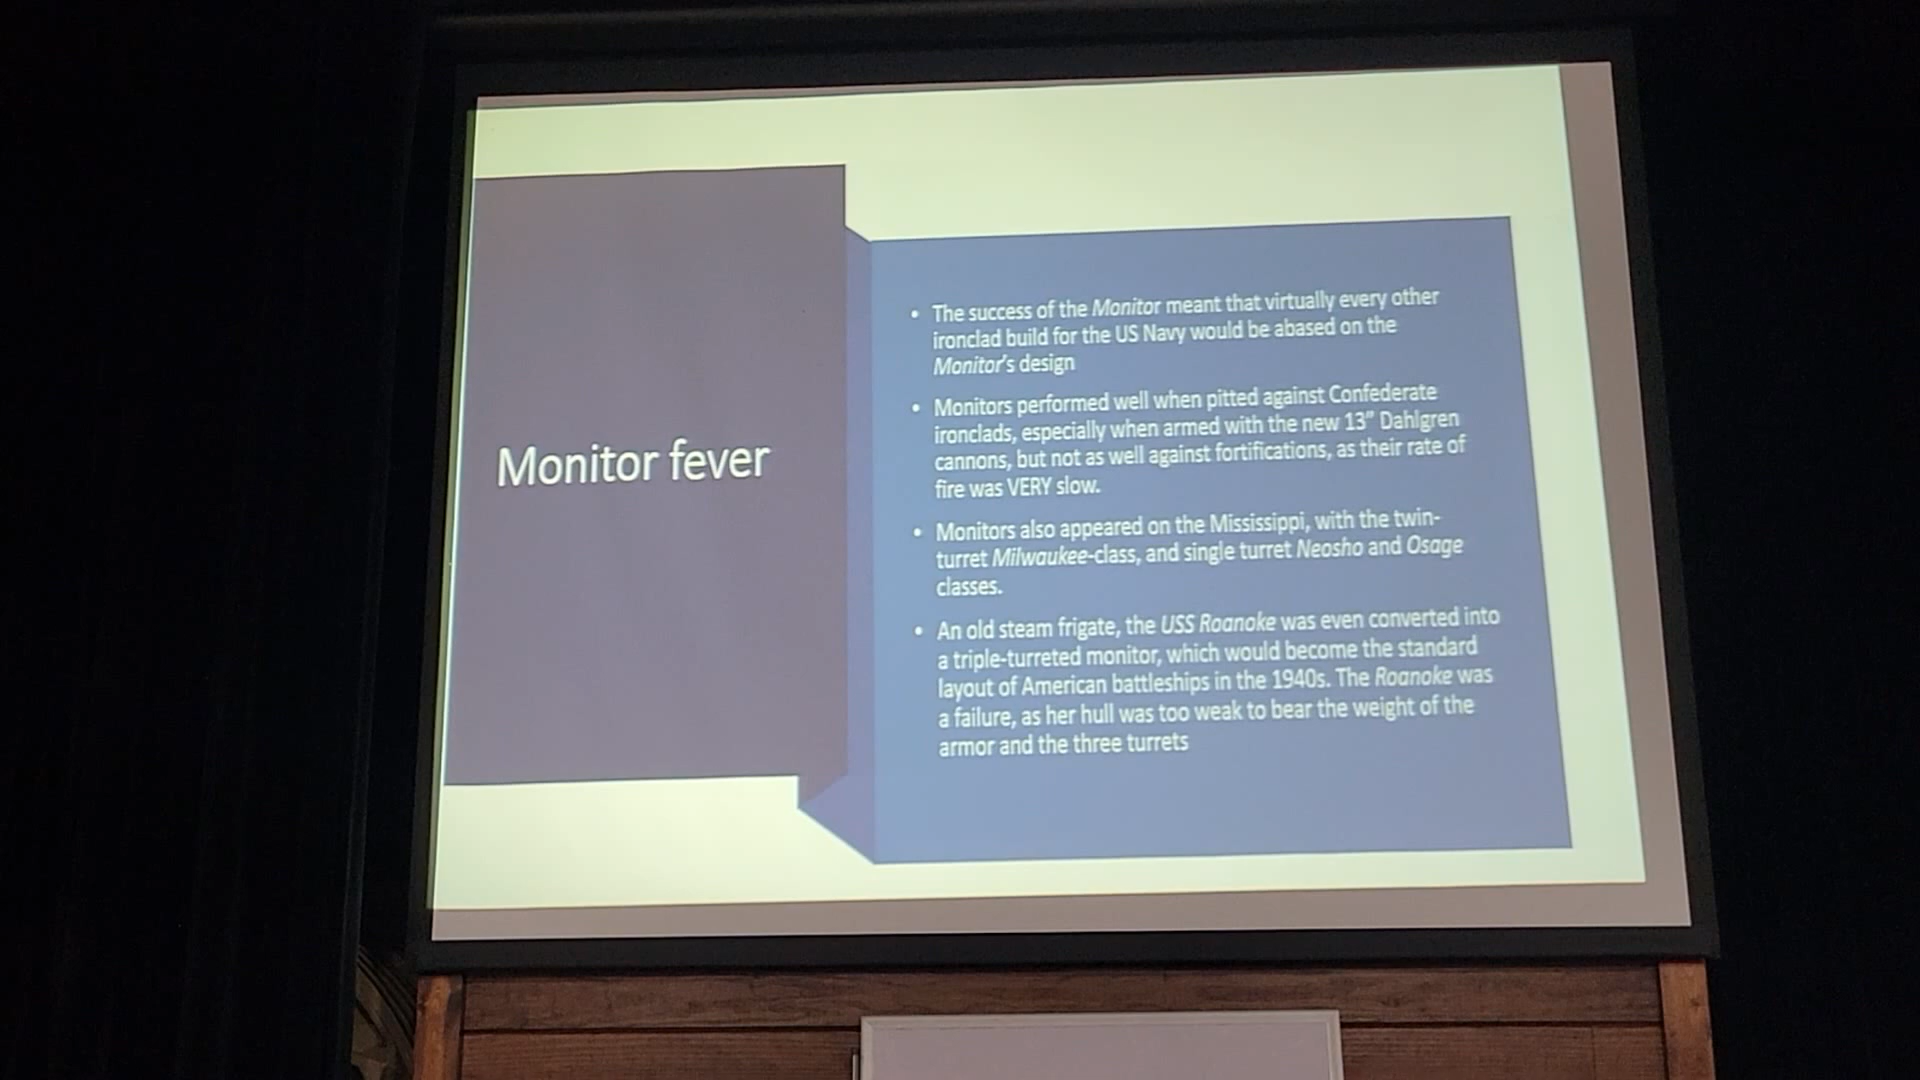 Monitor fever
• The success of the Monitor meant that virtually every other
ironclad build for the US Navy would be abased on the
Monitor's design
• Monitors performed well when pitted against Confederate
ironclads, especially when armed with the new 13" Dahlgren
cannons, but not as well against fortifications, as their rate of
fire was VERY slow.
• Monitors also appeared on the Mississippi, with the twin-
turret Milwaukee-class, and single turret Neosho and Osage
classes.
• An old steam frigate, the USS Roanoke was even converted into
a triple-turreted monitor, which would become the standard
layout of American battleships in the 1940s. The Roanoke was
a failure, as her hull was too weak to bear the weight of the
armor and the three turrets